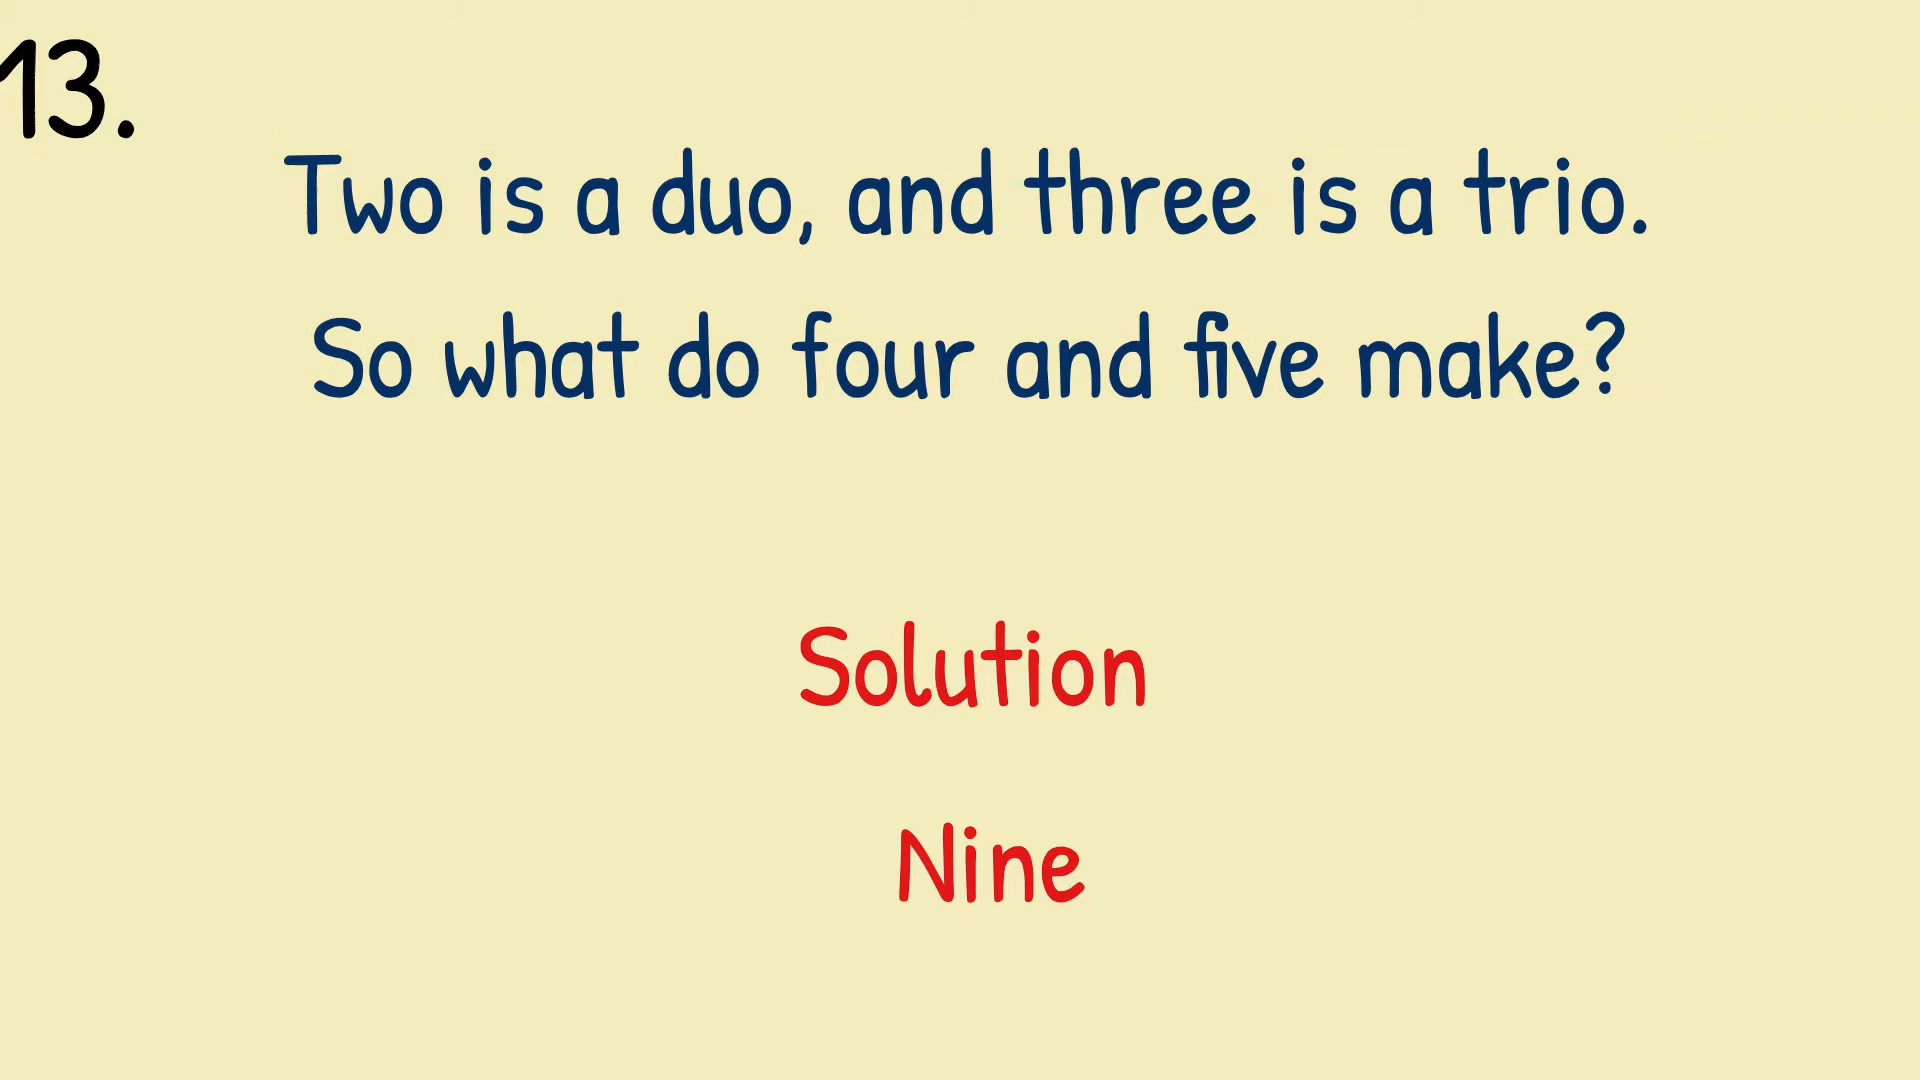 13.
Two is a duo, and three is a trio.
So what do four and five make?
Solution
Nine